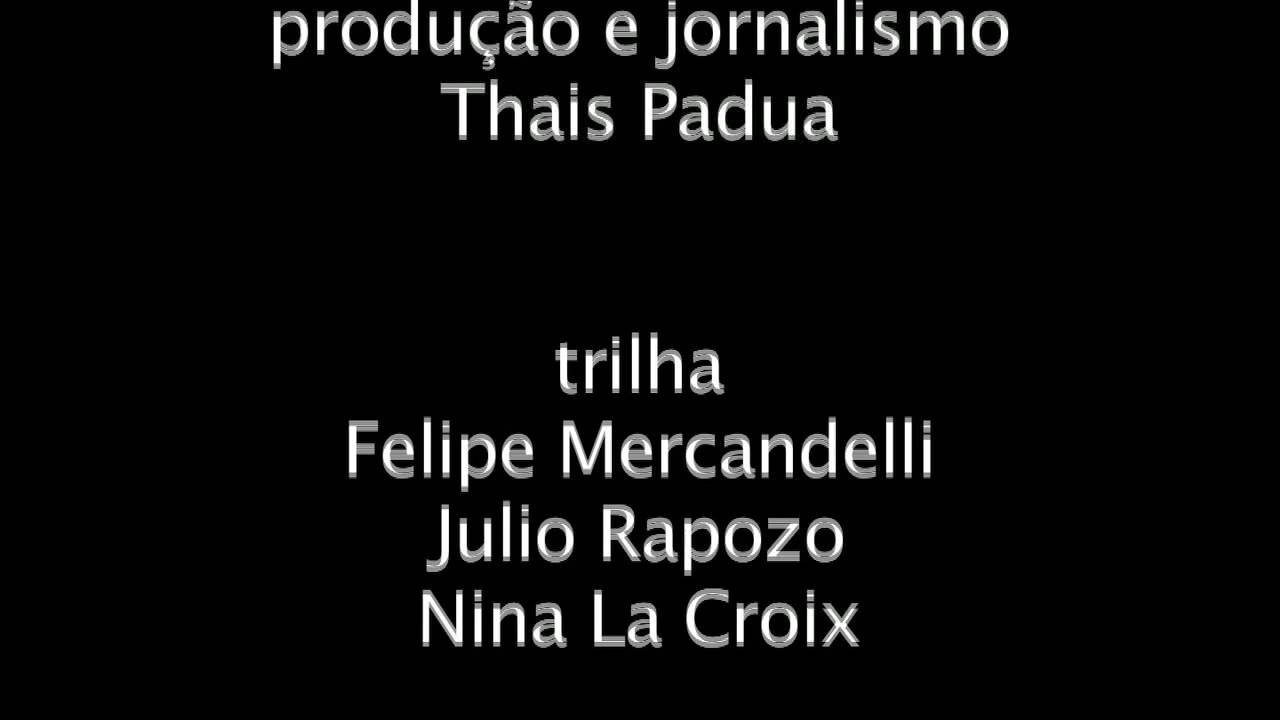 produção e jornalismo
Thais Padua
trilha
Felipe Mercandelli
Julio Rapozo
Nina La Croix